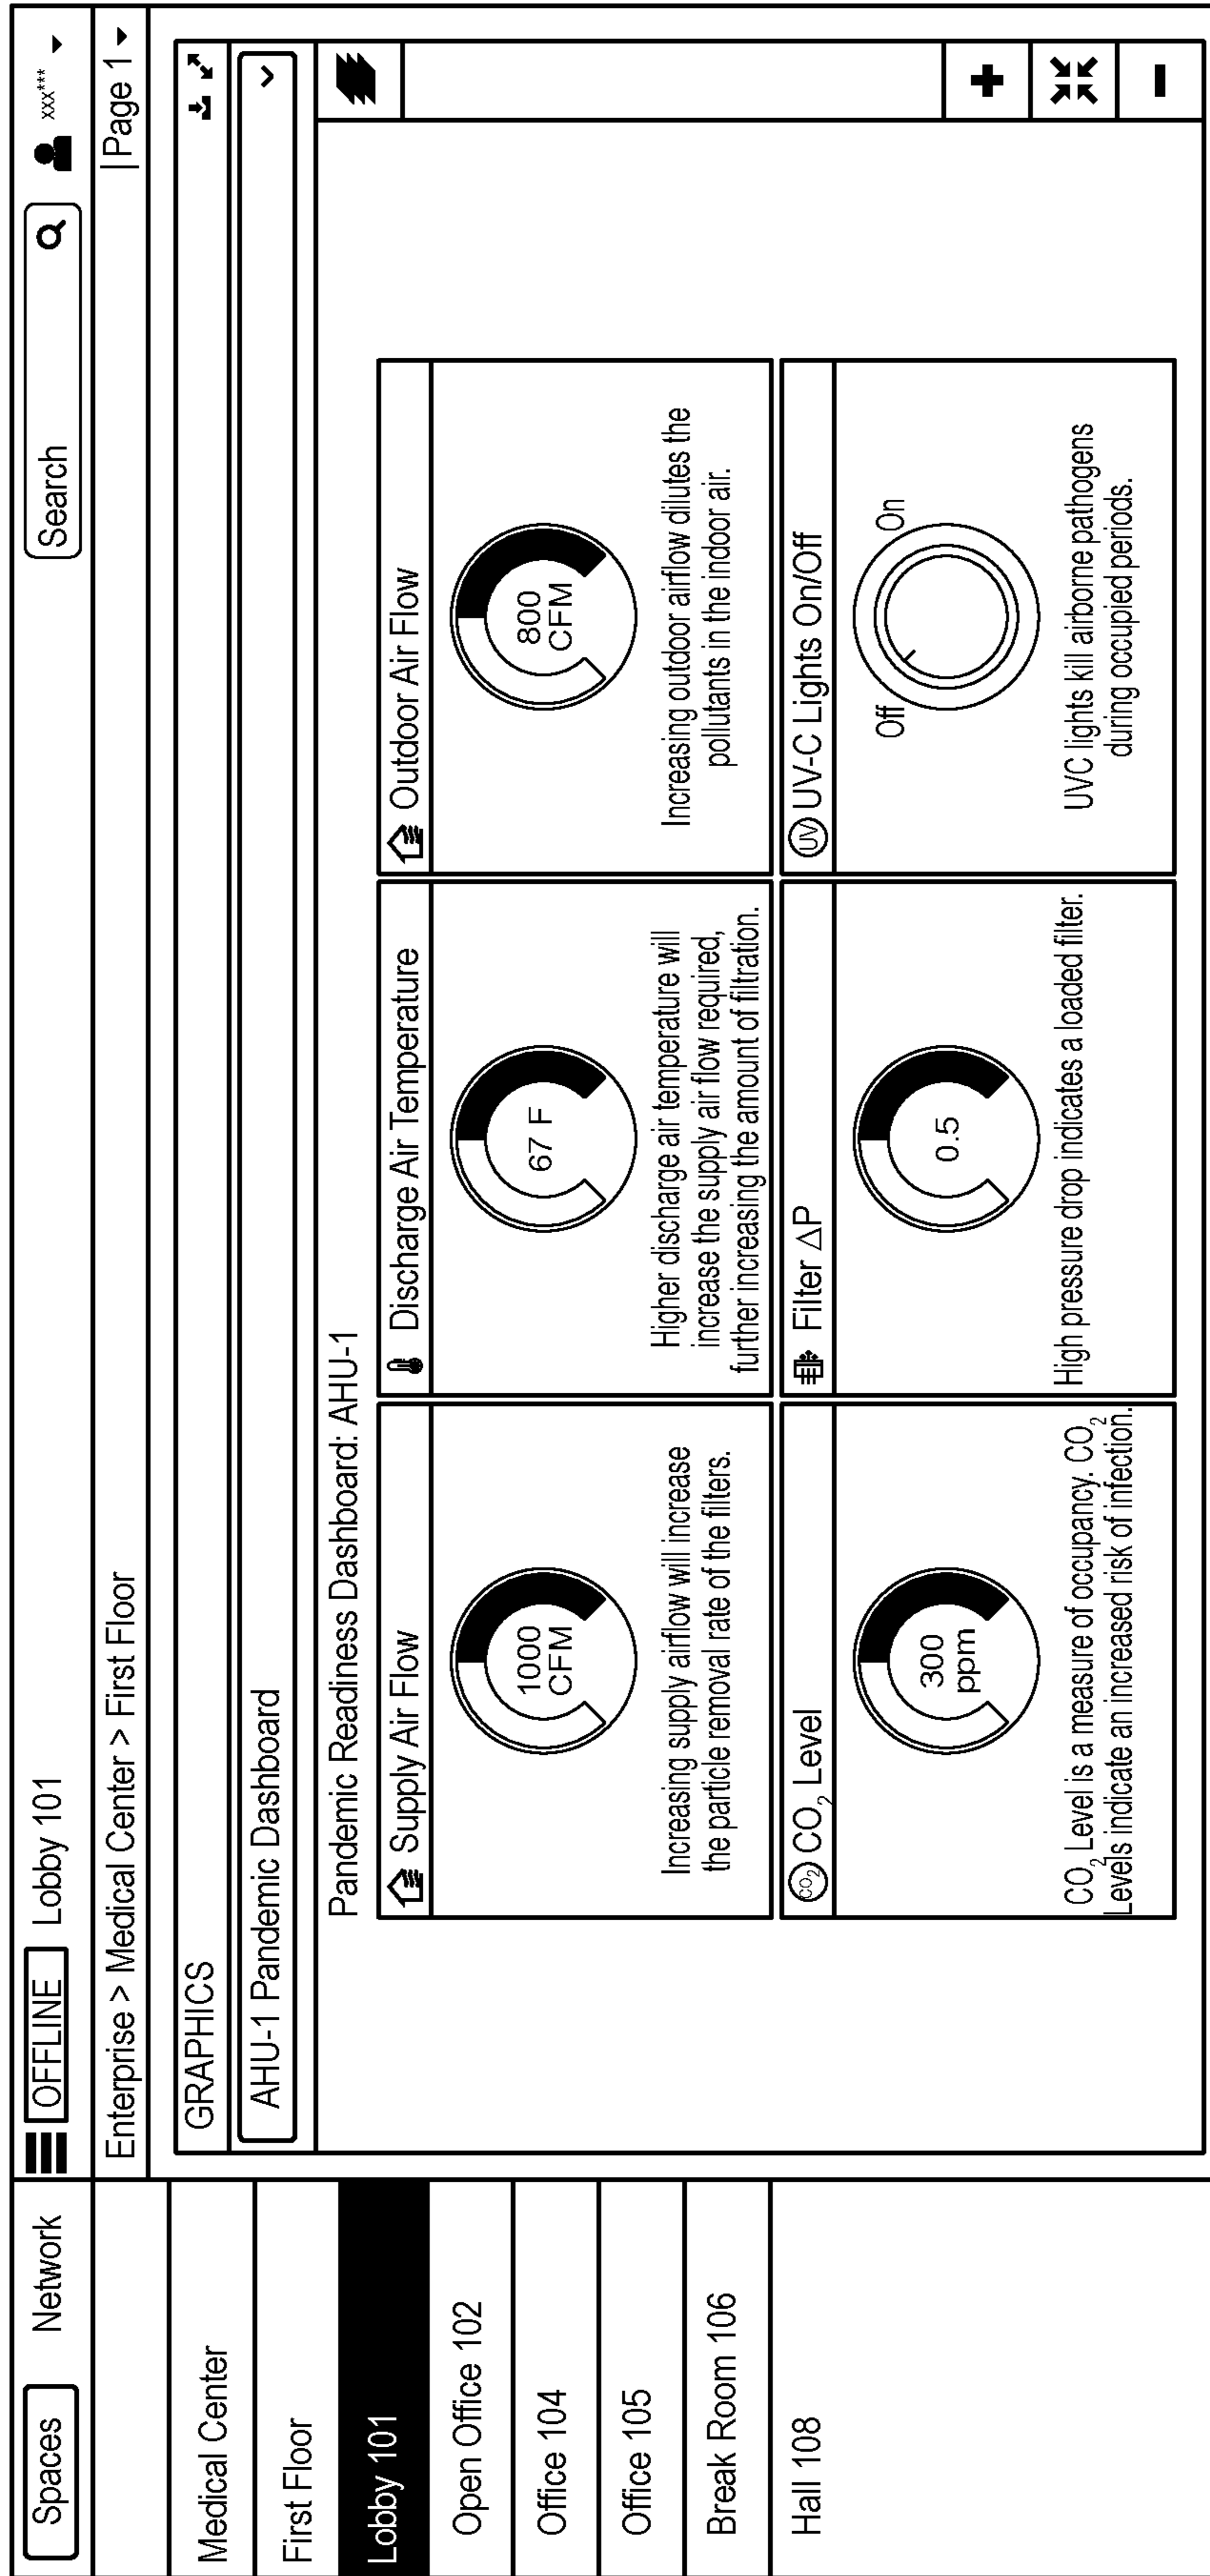 Spaces
Network
OFFLINE
Lobby 101
Search
xxx***
Enterprise > Medical Center > First Floor
|Page 1
Medical Center
First Floor
Lobby 101
Open Office 102
Office 104
Office 105
Break Room 106
Hall 108
GRAPHICS
AHU-1 Pandemic Dashboard
Pandemic Readiness Dashboard: AHU-1
Supply Air Flow
1000
CFM
Increasing supply airflow will increase
the particle removal rate of the filters.
Discharge Air Temperature
67 F
Higher discharge air temperature will
increase the supply air flow required,
further increasing the amount of filtration.
Outdoor Air Flow
800
CFM
Increasing outdoor airflow dilutes the
pollutants in the indoor air.
CO₂ CO₂ Level
300
ppm
CO₂ Level is a measure of occupancy. CO₂
Levels indicate an increased risk of infection.
Filter △P
0.5
High pressure drop indicates a loaded filter.
UV UV-C Lights On/Off
Off
On
UVC lights kill airborne pathogens
during occupied periods.